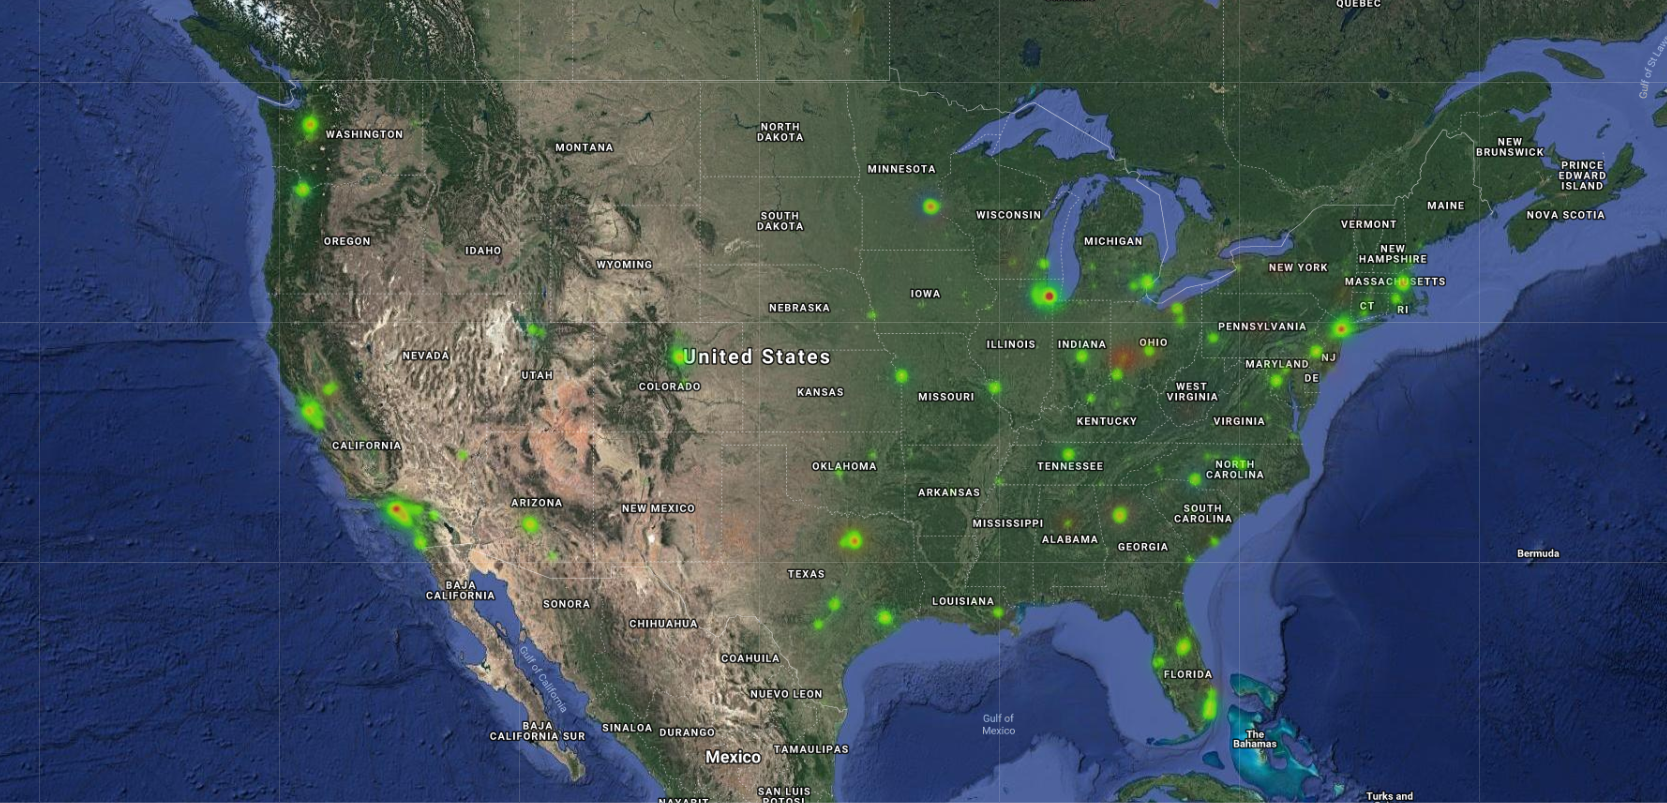 QUEBEC
Gulf of St Law
WASHINGTON
MONTANA
NORTH
DAKOTA
MINNESOTA
NEW
BRUNSWICK
PRINCE
EDWARD
ISLAND
MAINE
NOVA SCOTIA
OREGON
IDAHO
WYOMING
SOUTH
DAKOTA
WISCONSIN
MICHIGAN
VERMONT
NEW
HAMPSHIRE
NEW YORK
MASSACHUSETTS
CT
RI
IOWA
NEBRASKA
PENNSYLVANIA
NEVADA
UTAH
United States
COLORADO
KANSAS
MISSOURI
ILLINOIS
INDIANA
OHIO
NJ
MARYLAND
DE
WEST
VIRGINIA
KENTUCKY
VIRGINIA
CALIFORNIA
ARIZONA
NEW MEXICO
OKLAHOMA
ARKANSAS
TENNESSEE
NORTH
CAROLINA
SOUTH
CAROLINA
MISSISSIPPI
ALABAMA
GEORGIA
Bermuda
TEXAS
LOUISIANA
BAJA
CALIFORNIA
SONORA
CHIHUAHUA
COAHUILA
NUEVO LEON
FLORIDA
Gulf of California
BAJA
CALIFORNIA SUR
SINALOA
DURANGO
TAMAULIPAS
Mexico
Gulf of
Mexico
The
Bahamas
NAYARIT
SAN LUIS
POTOSI
Turks and